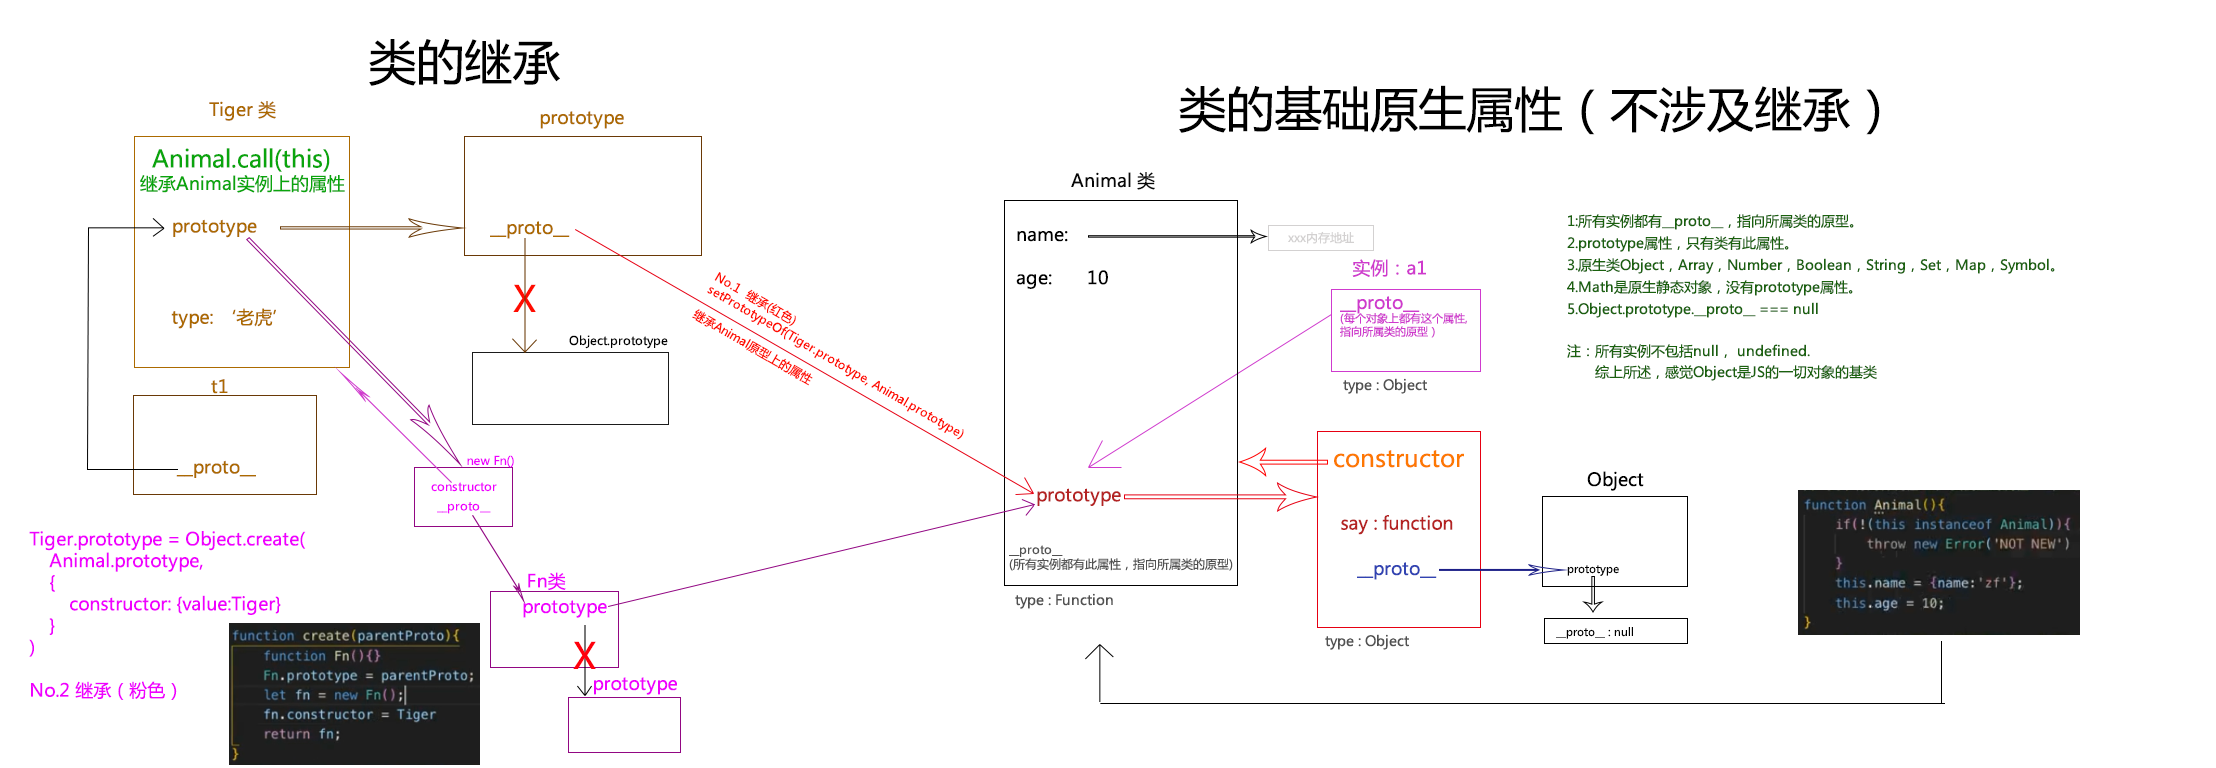 类的继承
Tiger 类
Animal.call(this)
继承Animal实例上的属性
prototype
type: ‘老虎’
t1
__proto__
prototype
__proto__
X
Object.prototype
No.1 继承(红色)
setPrototypeOf(Tiger.prototype, Animal.prototype)
继承Animal原型上的属性
new Fn()
constructor
__proto__
Fn类
prototype
X
prototype
Tiger.prototype = Object.create(
Animal.prototype,
{
constructor: {value:Tiger}
}
)
No.2 继承（粉色）
function create(parentProto){
function Fn(){}
Fn.prototype = parentProto;
let fn = new Fn();
fn.constructor = Tiger
return fn;
}
类的基础原生属性（不涉及继承）
Animal 类
name:
xxx内存地址
age: 10
prototype
__proto__
(所有实例都有此属性，指向所属类的原型)
type : Function
实例：a1
__proto__
(每个对象上都有这个属性,
指向所属类的原型）
type : Object
constructor
say : function
__proto__
type : Object
Object
prototype
__proto__ : null
1:所有实例都有__proto__，指向所属类的原型。
2.prototype属性，只有类有此属性。
3.原生类Object，Array，Number，Boolean，String，Set，Map，Symbol。
4.Math是原生静态对象，没有prototype属性。
5.Object.prototype.__proto__ === null
注：所有实例不包括null， undefined.
综上所述，感觉Object是JS的一切对象的基类
function Animal(){
if(!(this instanceof Animal)){
throw new Error('NOT NEW')
}
this.name = {name:'zf'};
this.age = 10;
}